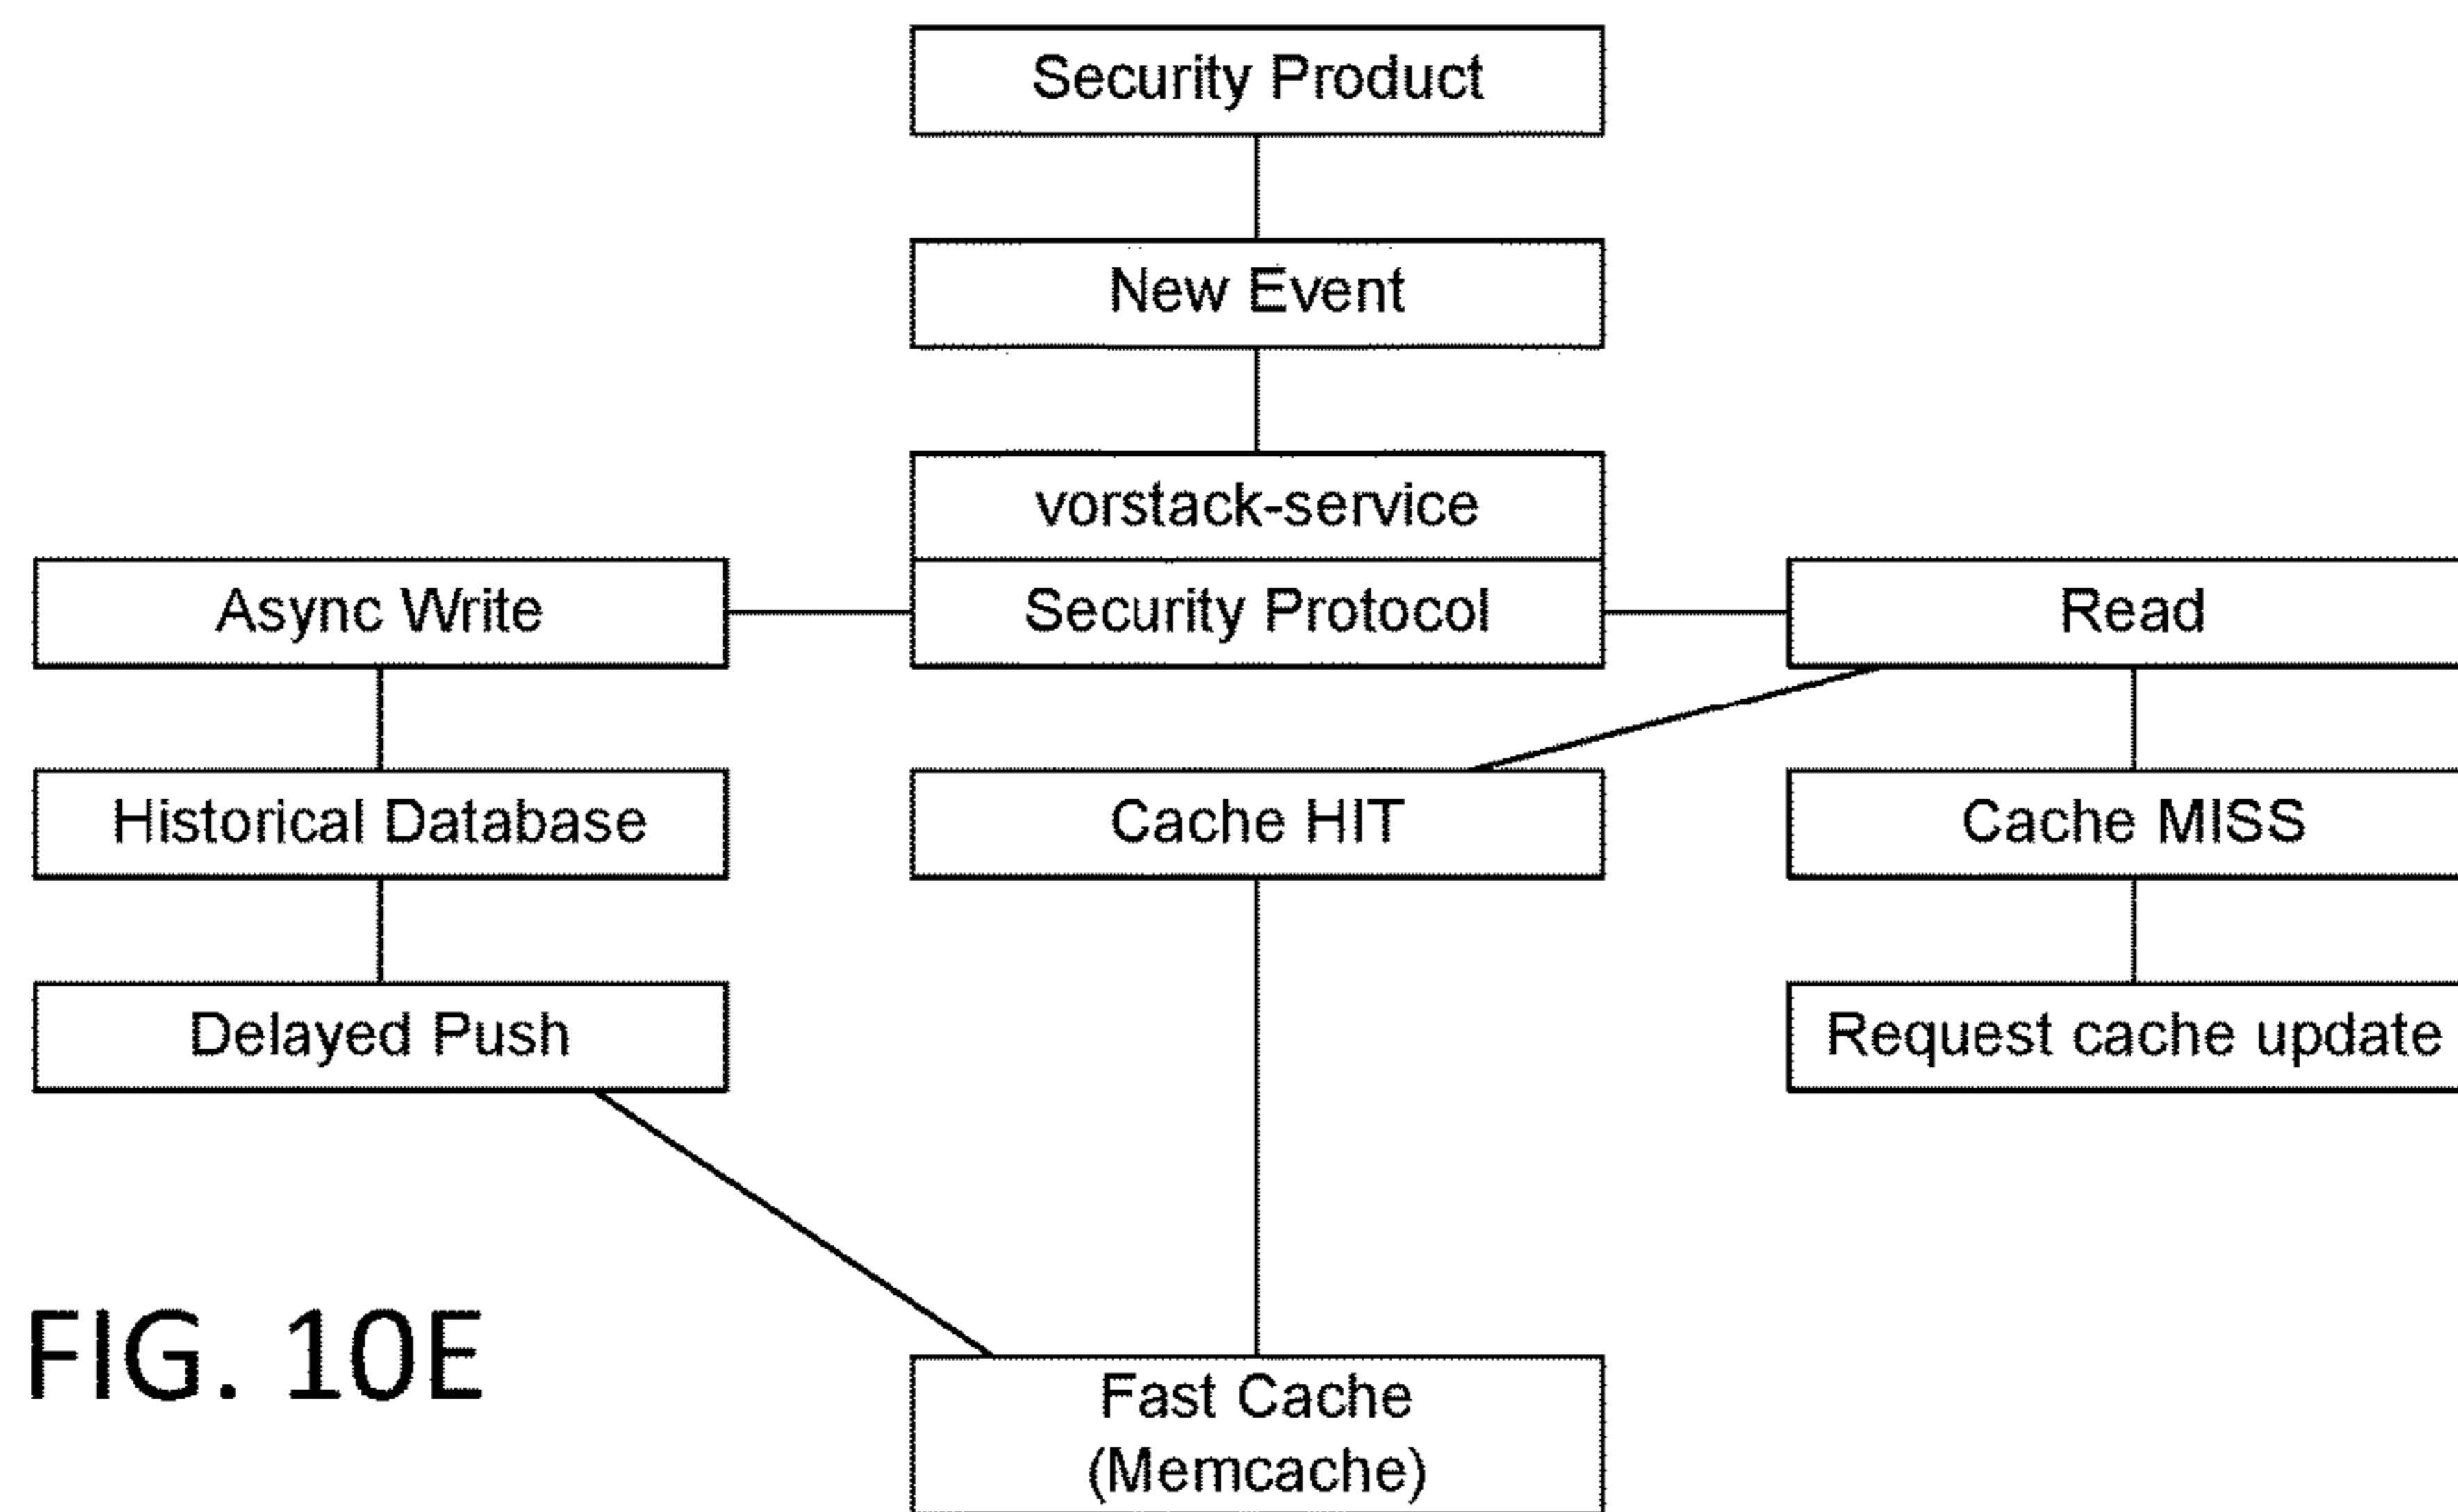 Security Product
New Event
vorstack-service
Async Write
Security Protocol
Read
Historical Database
Cache HIT
Cache MISS
Delayed Push
Request cache update
FIG. 10E
Fast Cache
(Memcache)